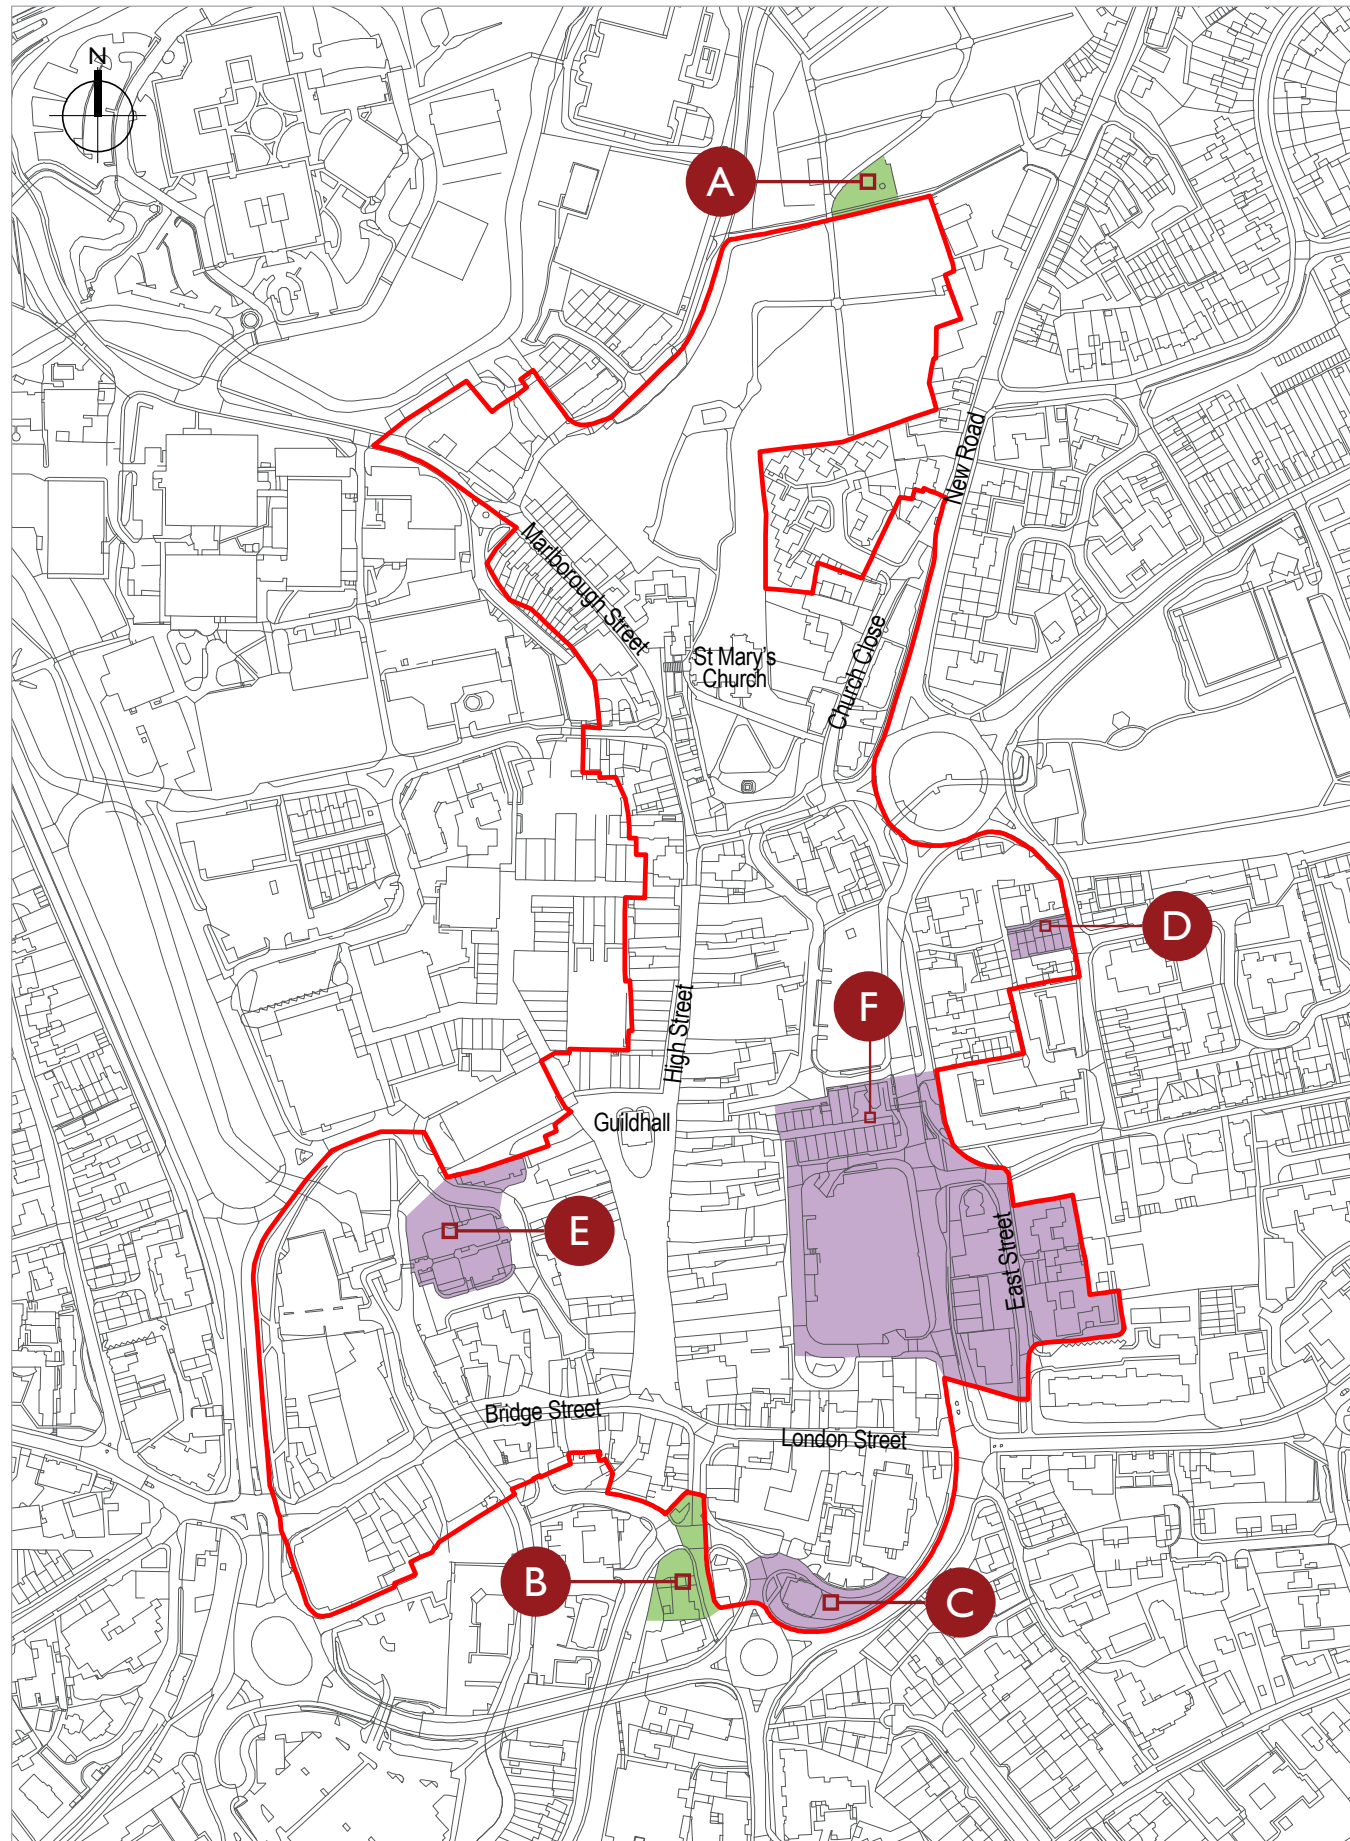 N
A
New Road
Marlborough Street
St Mary's
Church
Church Close
D
F
High Street
Guildhall
E
East Street
Bridge Street
London Street
B
C